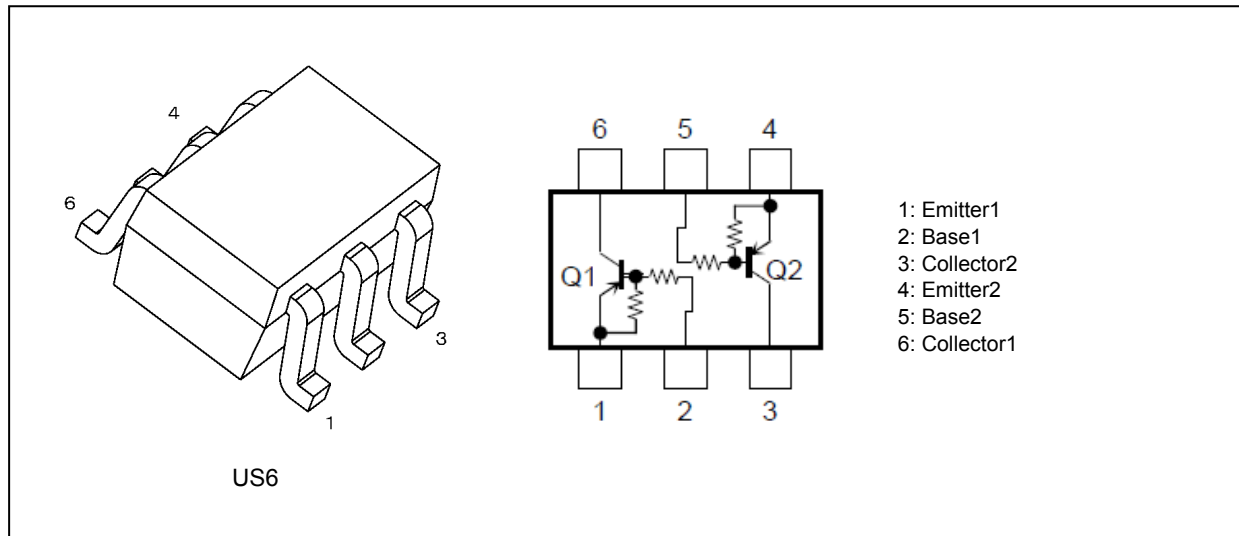 4
6
3
1
US6
6 5 4
Q1 Q2
1 2 3
1: Emitter1
2: Base1
3: Collector2
4: Emitter2
5: Base2
6: Collector1